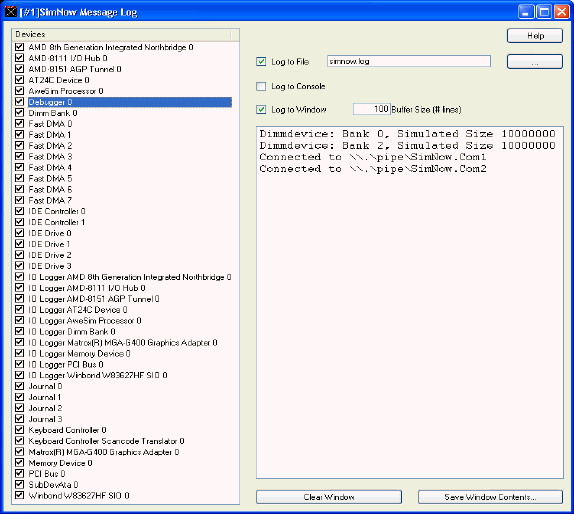 [#1]SimNow Message Log
Devices
AMD 8th Generation Integrated Northbridge 0
AMD-8111 I/O Hub 0
AMD-8151 AGP Tunnel 0
AT24C Device 0
AweSim Processor 0
Debugger 0
Dimm Bank 0
Fast DMA 0
Fast DMA 1
Fast DMA 2
Fast DMA 3
Fast DMA 4
Fast DMA 5
Fast DMA 6
Fast DMA 7
IDE Controller 0
IDE Controller 1
IDE Drive 0
IDE Drive 1
IDE Drive 2
IDE Drive 3
IO Logger AMD 8th Generation Integrated Northbridge 0
IO Logger AMD-8111 I/O Hub 0
IO Logger AMD-8151 AGP Tunnel 0
IO Logger AT24C Device 0
IO Logger AweSim Processor 0
IO Logger Dimm Bank 0
IO Logger Matrox(R) MGA-G400 Graphics Adapter 0
IO Logger Memory Device 0
IO Logger PCI Bus 0
IO Logger Winbond W83627HF SIO 0
Journal 0
Journal 1
Journal 2
Journal 3
Keyboard Controller 0
Keyboard Controller Scancode Translator 0
Matrox(R) MGA-G400 Graphics Adapter 0
Memory Device 0
PCI Bus 0
SubDevAta 0
Winbond W83627HF SIO 0
Help
Log to File simnow.log ...
Log to Console
Log to Window 100 Buffer Size (# lines)
Dimmdevice: Bank 0, Simulated Size 10000000
Dimmdevice: Bank 2, Simulated Size 10000000
Connected to \\.\pipe\SimNow.Com1
Connected to \\.\pipe\SimNow.Com2
Clear Window
Save Window Contents...